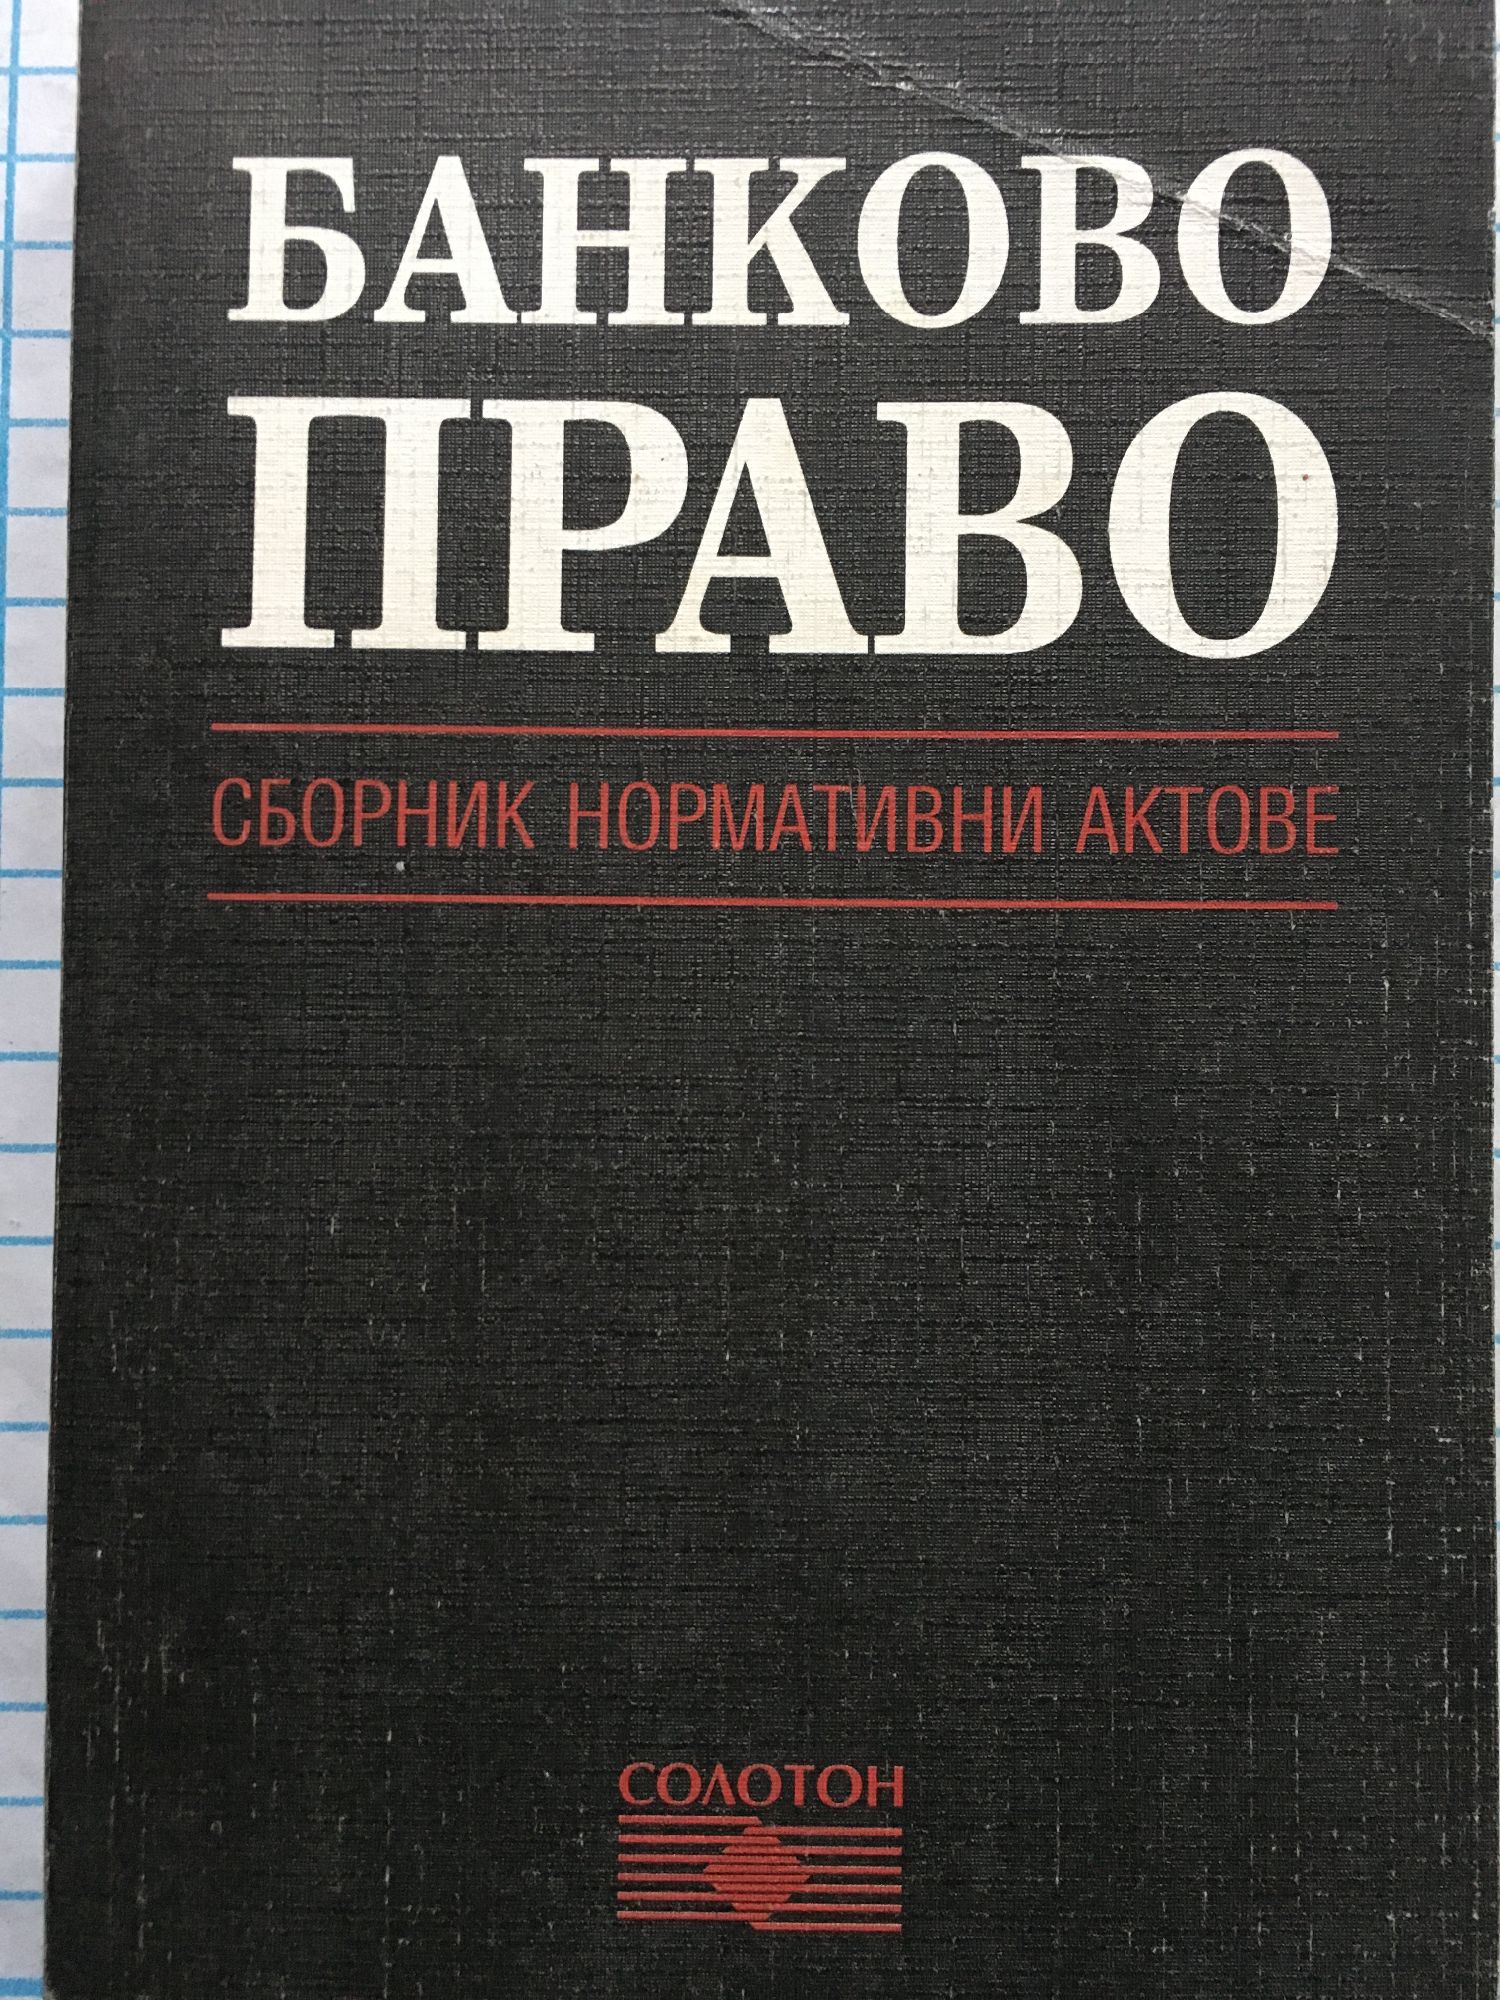 БАНКОВО
ПРАВО
СБОРНИК НОРМАТИВНИ АКТОВЕ
СОЛОТОН